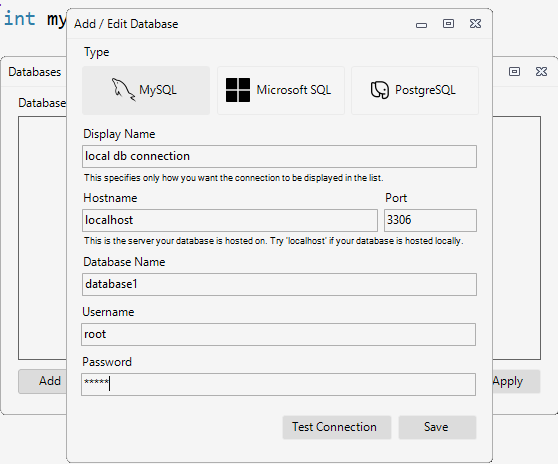 int my
Add / Edit Database
Type
Databases
MySQL
Microsoft SQL
PostgreSQL
Database
Display Name
local db connection
This specifies only how you want the connection to be displayed in the list.
Hostname
Port
localhost
3306
This is the server your database is hosted on. Try 'localhost' if your database is hosted locally.
Database Name
database1
Username
root
Password
*****
Add
Apply
Test Connection
Save